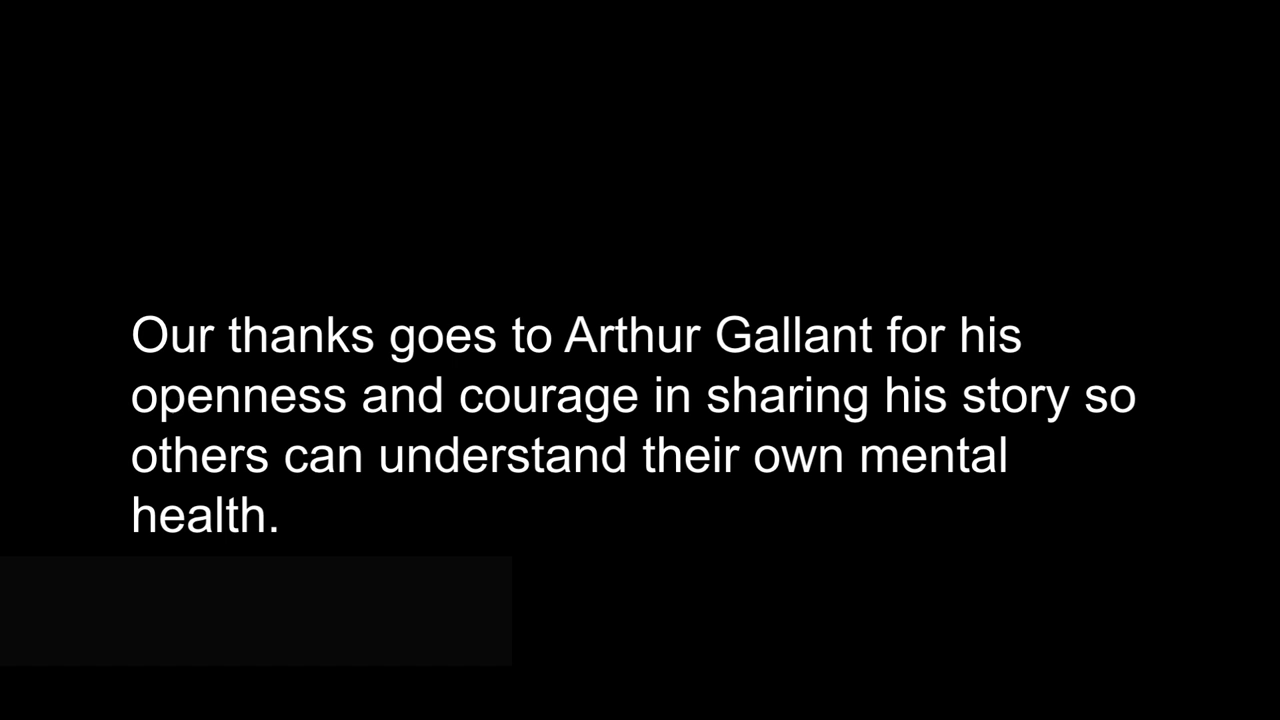 Our thanks goes to Arthur Gallant for his
openness and courage in sharing his story so
others can understand their own mental
health.